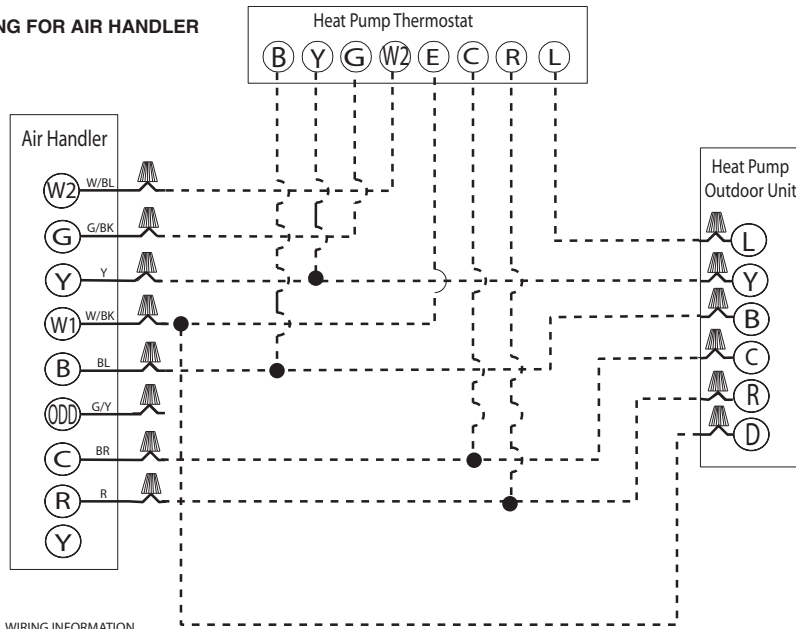 NG FOR AIR HANDLER
Heat Pump Thermostat
B Y G W2 E C R L
Air Handler
Heat Pump
Outdoor Unit
W2 W/BL
G G/BK
Y Y
W1 W/BK
B BL
ODD G/Y
C BR
R R
Y
L
Y
B
C
R
D
WIRING INFORMATION